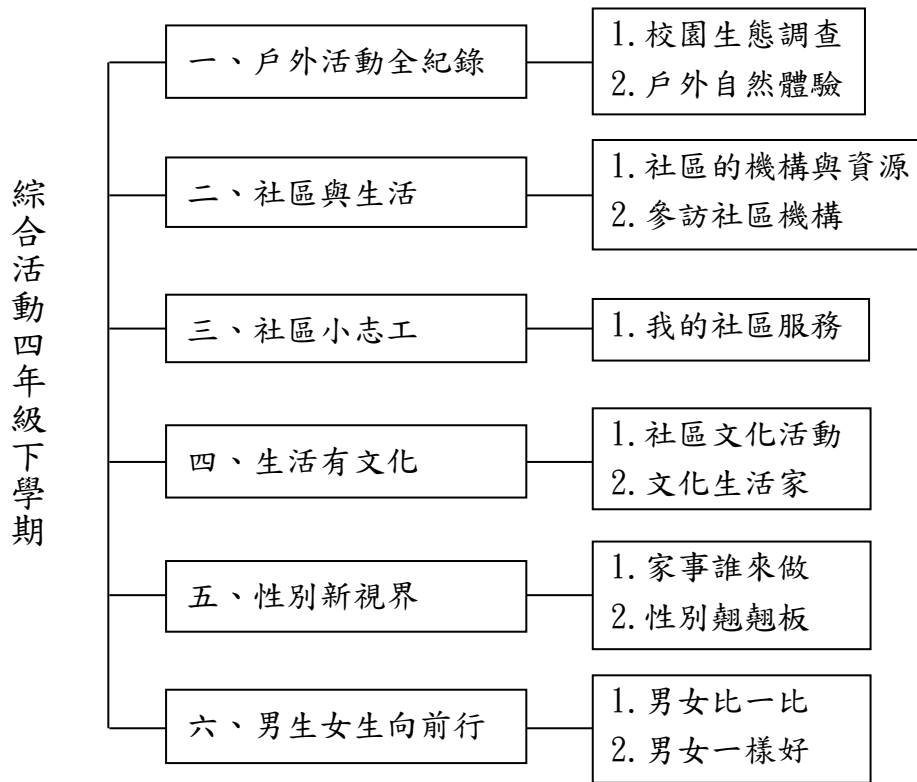 綜合活動四年級下學期
一、戶外活動全紀錄
1.校園生態調查
2.戶外自然體驗
二、社區與生活
1.社區的機構與資源
2.參訪社區機構
三、社區小志工
1.我的社區服務
四、生活有文化
1.社區文化活動
2.文化生活家
五、性別新視界
1.家事誰來做
2.性別翹翹板
六、男生女生向前行
1.男女比一比
2.男女一樣好